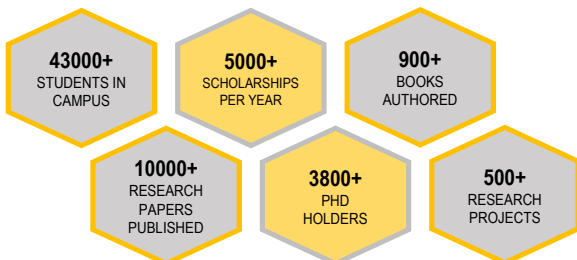 43000+
STUDENTS IN
CAMPUS
5000+
SCHOLARSHIPS
PER YEAR
900+
BOOKS
AUTHORED
10000+
RESEARCH
PAPERS
PUBLISHED
3800+
PHD
HOLDERS
500+
RESEARCH
PROJECTS